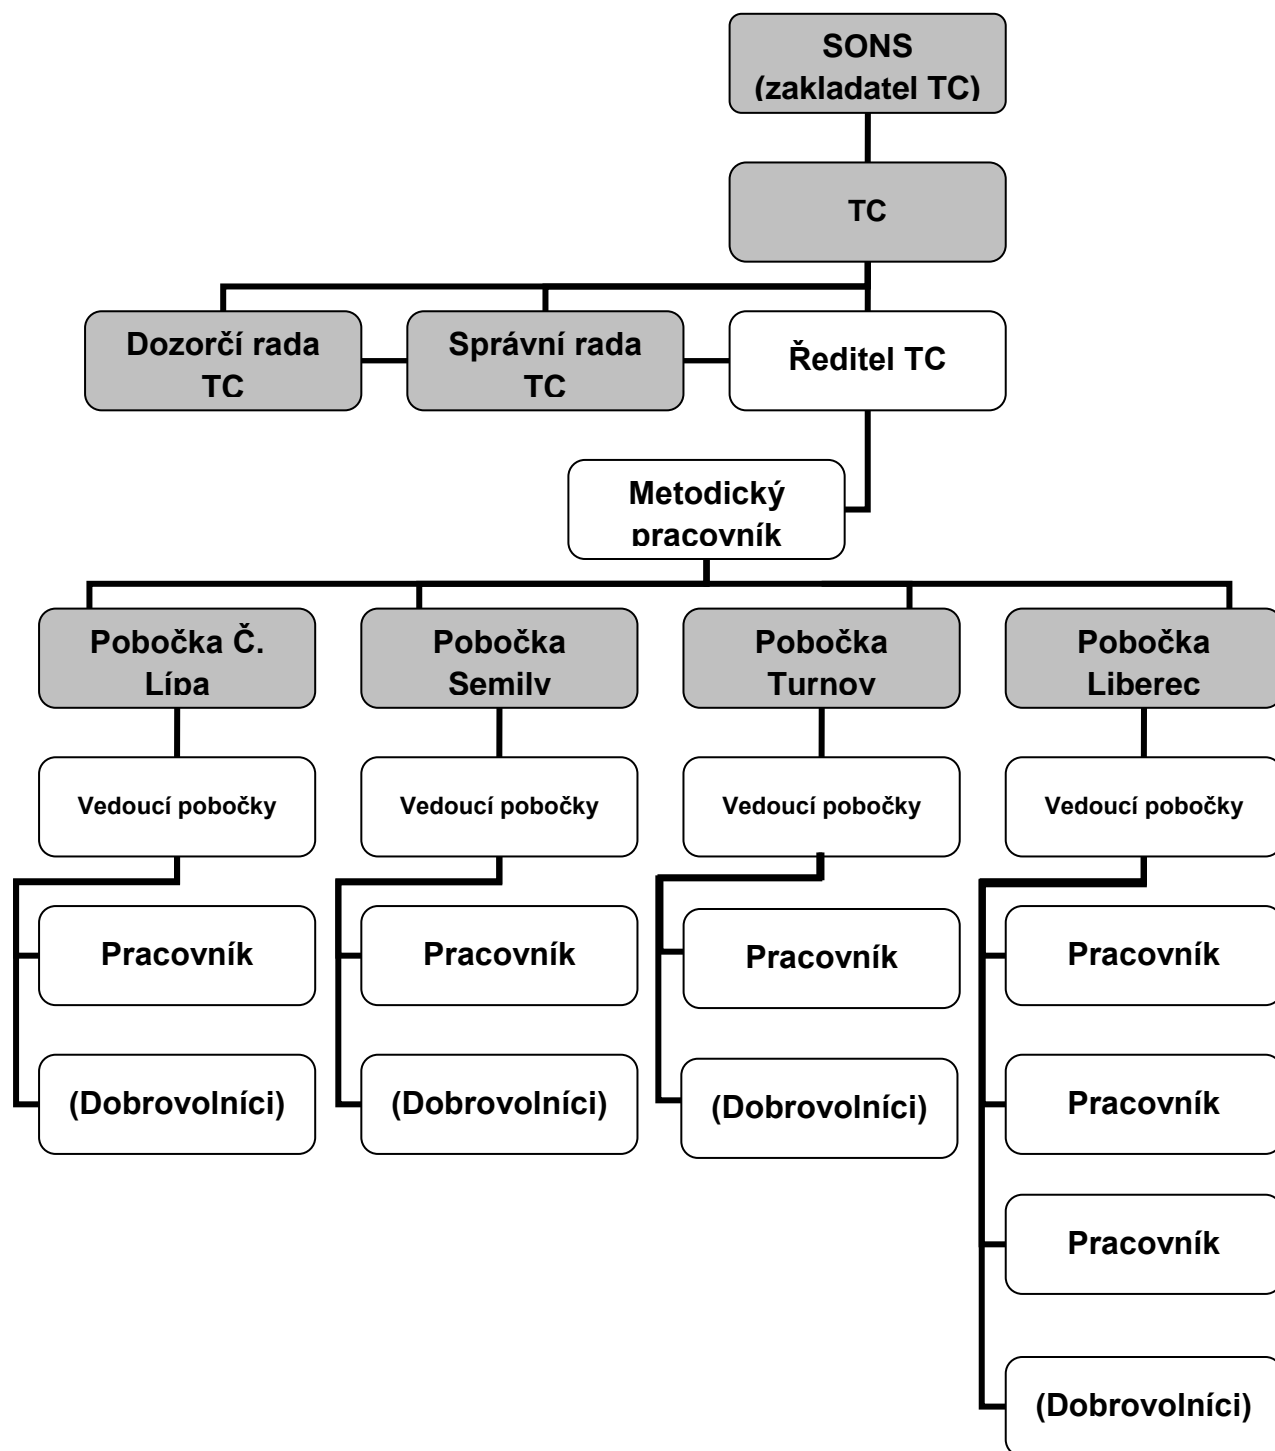 SONS
(zakladatel TC)
TC
Dozorčí rada
TC
Správní rada
TC
Ředitel TC
Metodický
pracovník
Pobočka Č.
Lípa
Pobočka
Semily
Pobočka
Turnov
Pobočka
Liberec
Vedoucí pobočky
Vedoucí pobočky
Vedoucí pobočky
Vedoucí pobočky
Pracovník
Pracovník
Pracovník
Pracovník
(Dobrovolníci)
(Dobrovolníci)
(Dobrovolníci)
Pracovník
Pracovník
(Dobrovolníci)